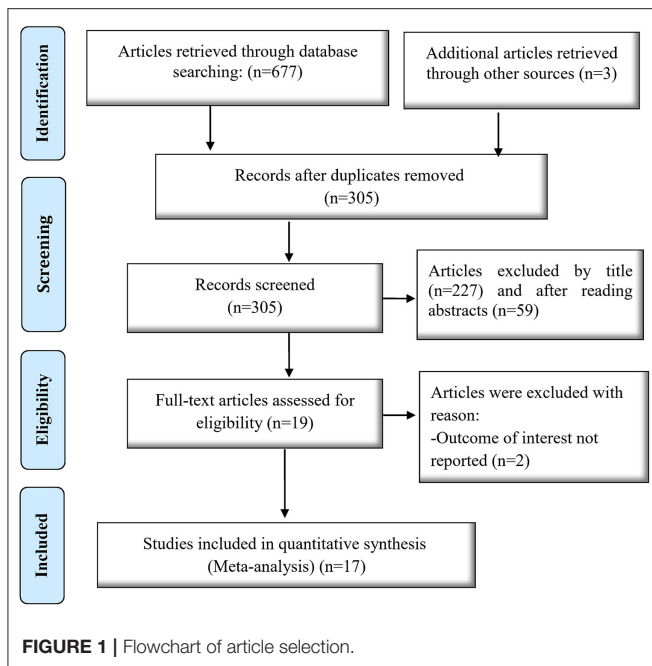 Identification
Articles retrieved through database
searching: (n=677)
Additional articles retrieved
through other sources (n=3)
Records after duplicates removed
(n=305)
Screening
Records screened
(n=305)
Articles excluded by title
(n=227) and after reading
abstracts (n=59)
Eligibility
Full-text articles assessed for
eligibility (n=19)
Articles were excluded with
reason:
-Outcome of interest not
reported (n=2)
Included
Studies included in quantitative synthesis
(Meta-analysis) (n=17)
FIGURE 1 | Flowchart of article selection.